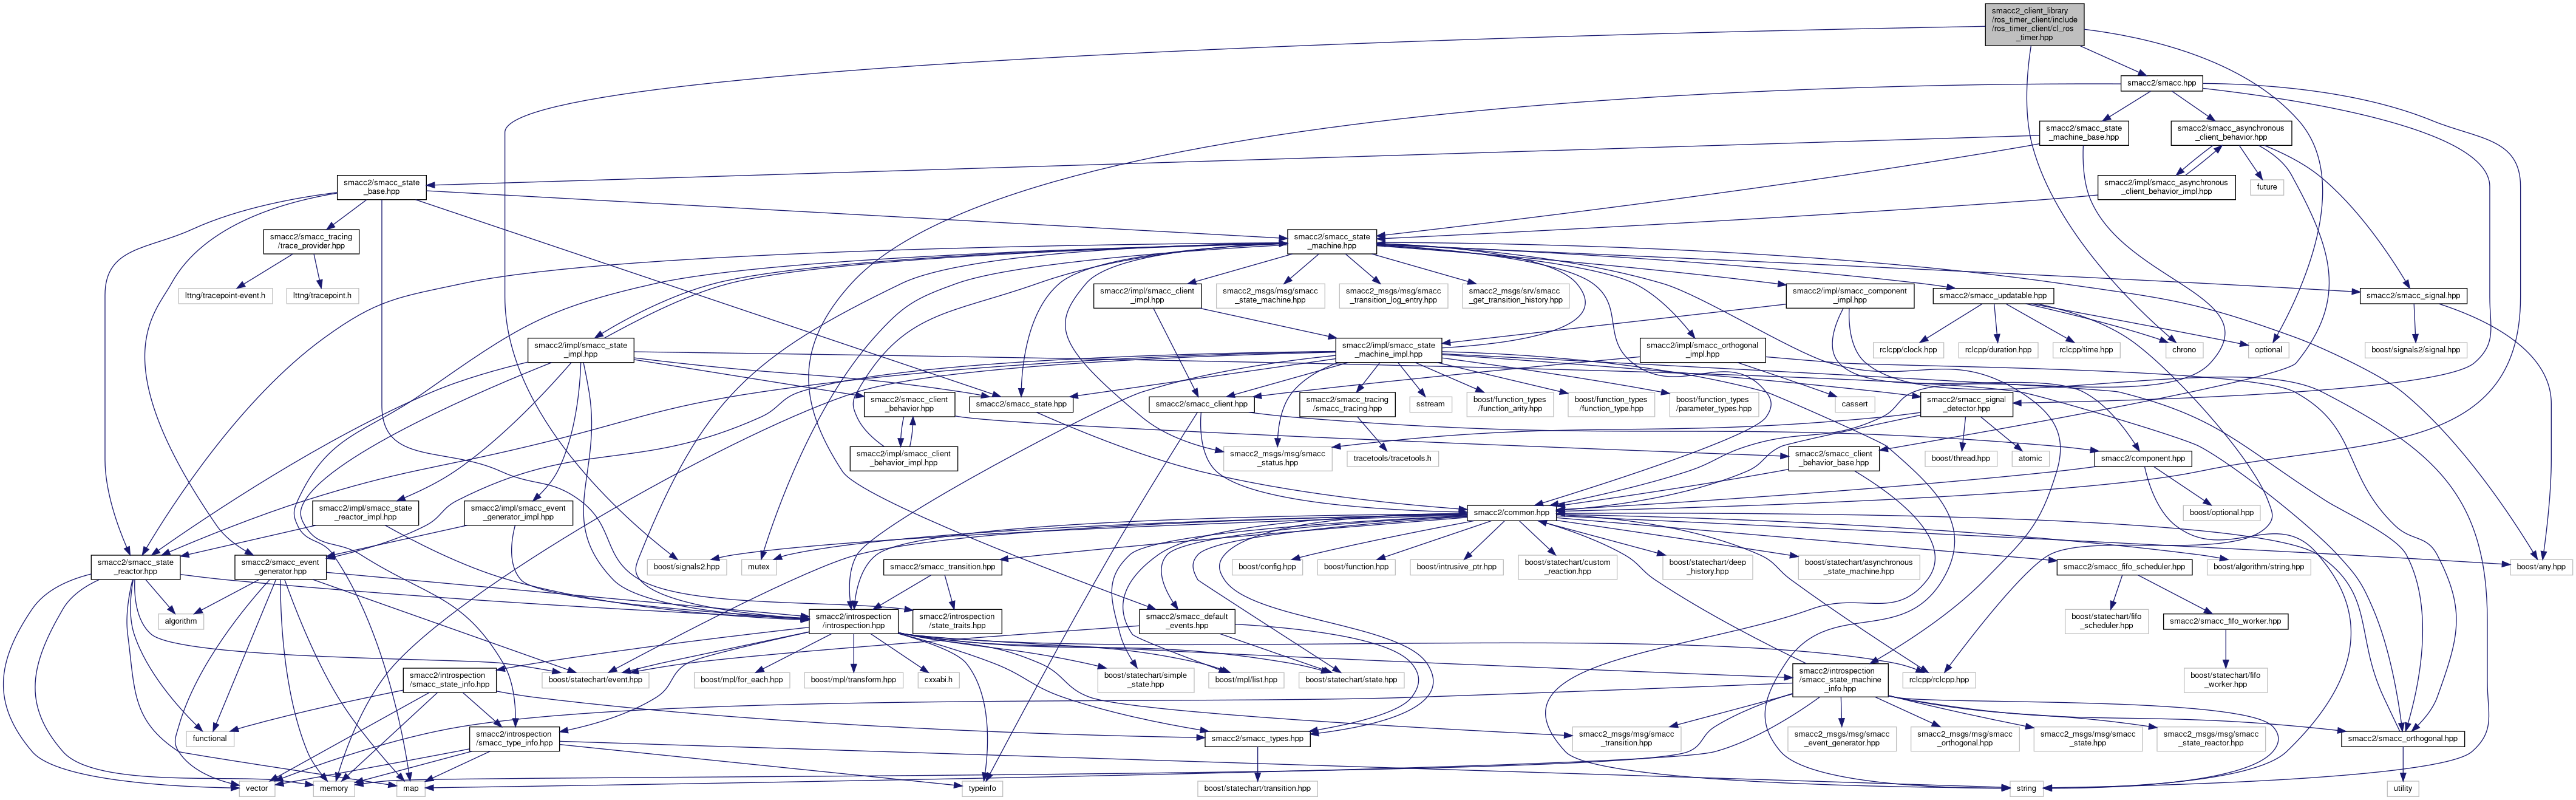 smacc2_client_library
/ros_timer_client/include
/ros_timer_client/cl_ros
_timer.hpp
smacc2/smacc.hpp
smacc2/smacc_state
_machine_base.hpp
smacc2/smacc_asynchronous
_client_behavior.hpp
smacc2/smacc_state
_base.hpp
smacc2/impl/smacc_asynchronous
_client_behavior_impl.hpp
future
smacc2/smacc_tracing
/trace_provider.hpp
smacc2/smacc_state
_machine.hpp
lttng/tracepoint-event.h
lttng/tracepoint.h
smacc2/impl/smacc_client
_impl.hpp
smacc2_msgs/msg/smacc
_state_machine.hpp
smacc2_msgs/msg/smacc
_transition_log_entry.hpp
smacc2_msgs/srv/smacc
_get_transition_history.hpp
smacc2/impl/smacc_component
_impl.hpp
smacc2/smacc_updatable.hpp
smacc2/smacc_signal.hpp
smacc2/impl/smacc_state
_impl.hpp
smacc2/impl/smacc_state
_machine_impl.hpp
smacc2/impl/smacc_orthogonal
_impl.hpp
rclcpp/clock.hpp
rclcpp/duration.hpp
rclcpp/time.hpp
chrono
optional
boost/signals2/signal.hpp
smacc2/smacc_client
_behavior.hpp
smacc2/smacc_state.hpp
smacc2/smacc_client.hpp
smacc2/smacc_tracing
/smacc_tracing.hpp
sstream
boost/function_types
/function_arity.hpp
boost/function_types
/function_type.hpp
boost/function_types
/parameter_types.hpp
cassert
smacc2/smacc_signal
_detector.hpp
smacc2/impl/smacc_client
_behavior_impl.hpp
smacc2_msgs/msg/smacc
_status.hpp
tracetools/tracetools.h
smacc2/smacc_client
_behavior_base.hpp
boost/thread.hpp
atomic
smacc2/component.hpp
smacc2/impl/smacc_state
_reactor_impl.hpp
smacc2/impl/smacc_event
_generator_impl.hpp
smacc2/common.hpp
boost/optional.hpp
smacc2/smacc_state
_reactor.hpp
smacc2/smacc_event
_generator.hpp
boost/signals2.hpp
mutex
smacc2/smacc_transition.hpp
boost/config.hpp
boost/function.hpp
boost/intrusive_ptr.hpp
boost/statechart/custom
_reaction.hpp
boost/statechart/deep
_history.hpp
boost/statechart/asynchronous
_state_machine.hpp
smacc2/smacc_fifo_scheduler.hpp
boost/algorithm/string.hpp
boost/any.hpp
algorithm
smacc2/introspection
/introspection.hpp
smacc2/introspection
/state_traits.hpp
smacc2/smacc_default
_events.hpp
boost/statechart/fifo
_scheduler.hpp
smacc2/smacc_fifo_worker.hpp
smacc2/introspection
/smacc_state_info.hpp
boost/statechart/event.hpp
boost/mpl/for_each.hpp
boost/mpl/transform.hpp
cxxabi.h
boost/statechart/simple
_state.hpp
boost/mpl/list.hpp
boost/statechart/state.hpp
smacc2/introspection
/smacc_state_machine
_info.hpp
rclcpp/rclcpp.hpp
boost/statechart/fifo
_worker.hpp
functional
smacc2/introspection
/smacc_type_info.hpp
smacc2/smacc_types.hpp
smacc2_msgs/msg/smacc
_transition.hpp
smacc2_msgs/msg/smacc
_event_generator.hpp
smacc2_msgs/msg/smacc
_orthogonal.hpp
smacc2_msgs/msg/smacc
_state.hpp
smacc2_msgs/msg/smacc
_state_reactor.hpp
smacc2/smacc_orthogonal.hpp
vector
memory
map
typeinfo
boost/statechart/transition.hpp
string
utility